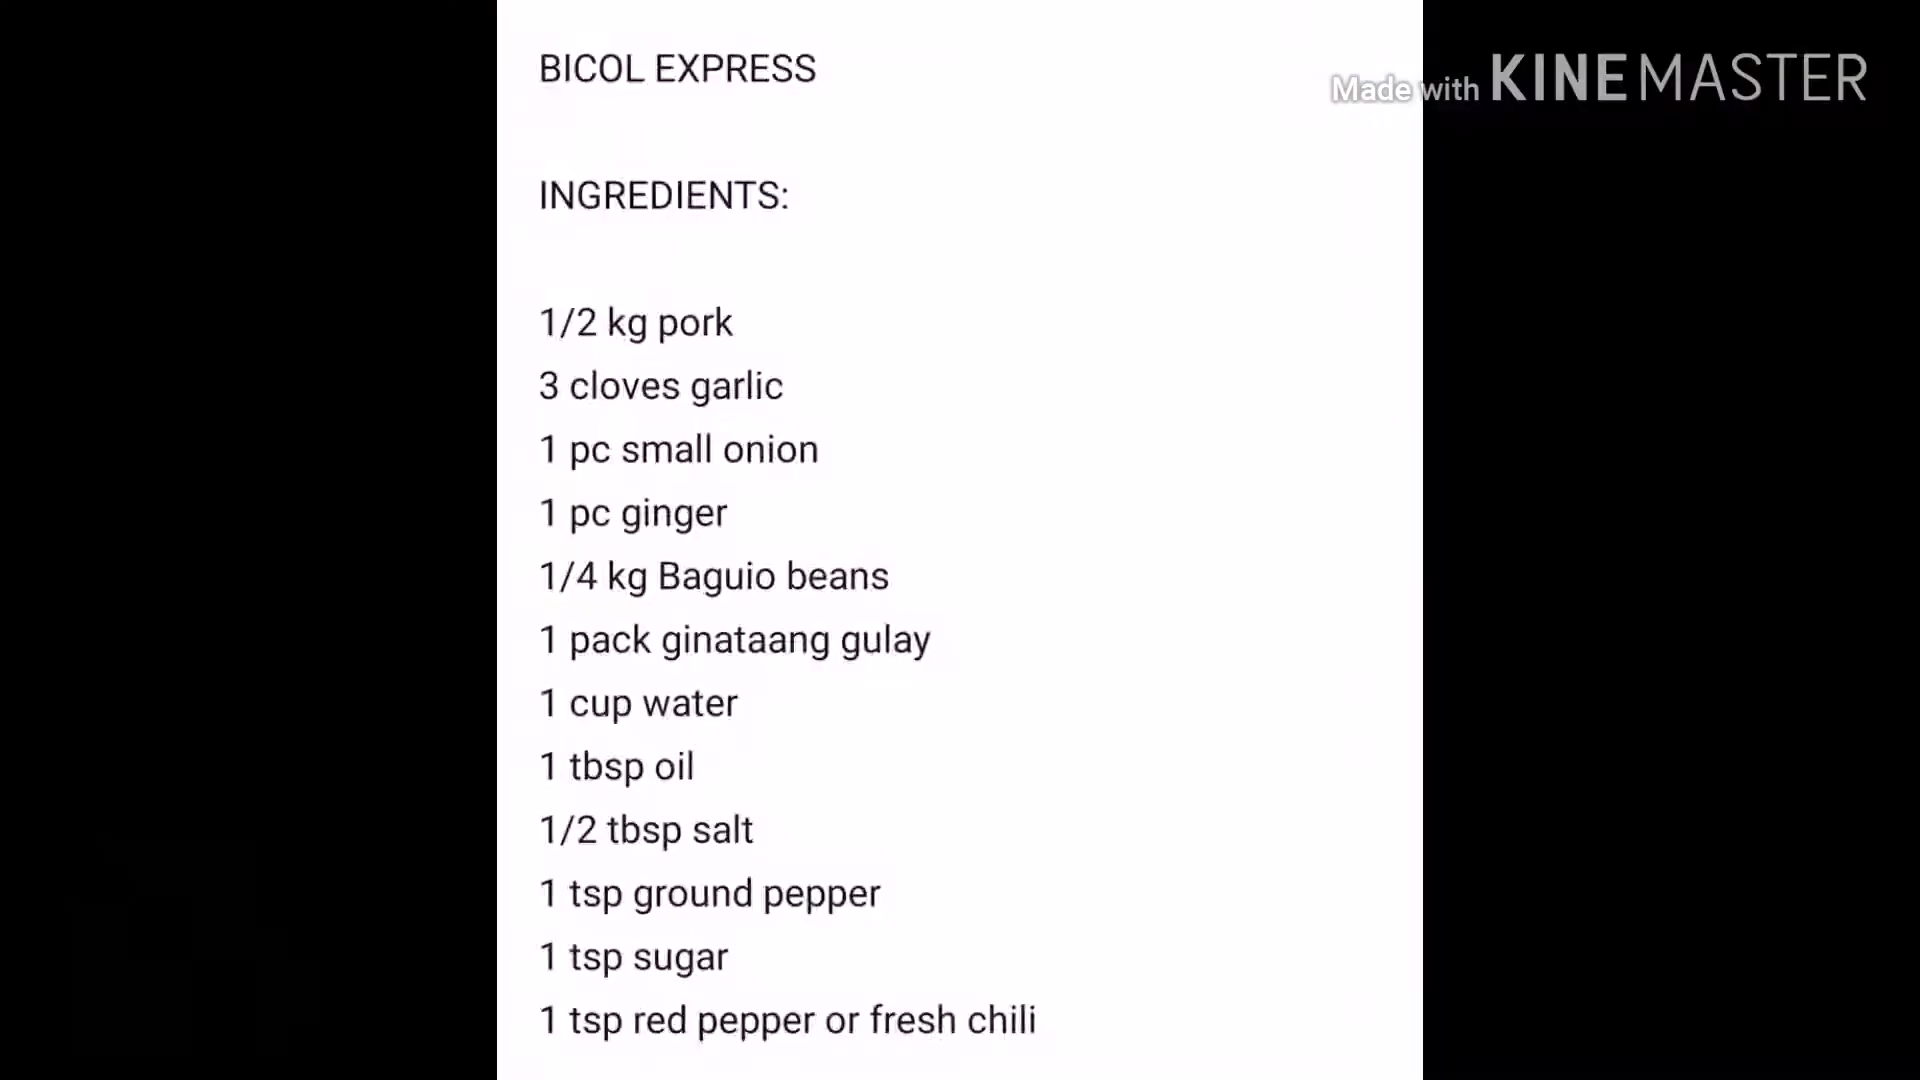 BICOL EXPRESS
Made with KINEMASTER
INGREDIENTS:
1/2 kg pork
3 cloves garlic
1 pc small onion
1 pc ginger
1/4 kg Baguio beans
1 pack ginataang gulay
1 cup water
1 tbsp oil
1/2 tbsp salt
1 tsp ground pepper
1 tsp sugar
1 tsp red pepper or fresh chili